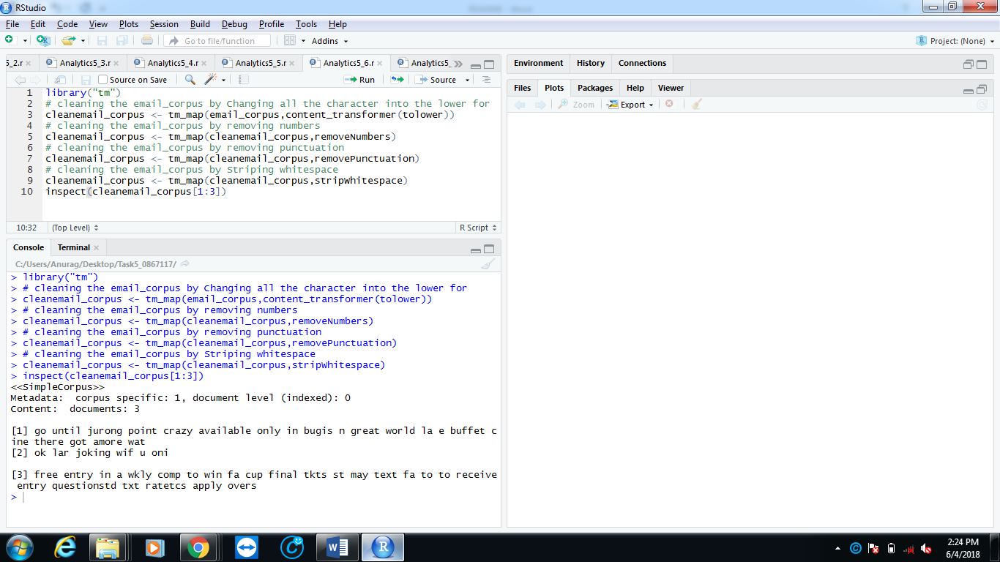 RStudio
File Edit Code View Plots Session Build Debug Profile Tools Help
Go to file/function Addins Project: (None)
5_2.r Analytics5_3.r Analytics5_4.r Analytics5_5.r Analytics5_6.r Analytics5_
Source on Save Run Source
1 library("tm")
2 # cleaning the email_corpus by Changing all the character into the lower for
3 cleanemail_corpus <- tm_map(email_corpus,content_transformer(tolower))
4 # cleaning the email_corpus by removing numbers
5 cleanemail_corpus <- tm_map(cleanemail_corpus,removeNumbers)
6 # cleaning the email_corpus by removing punctuation
7 cleanemail_corpus <- tm_map(cleanemail_corpus,removePunctuation)
8 # cleaning the email_corpus by Striping whitespace
9 cleanemail_corpus <- tm_map(cleanemail_corpus,stripWhitespace)
10 inspect(cleanemail_corpus[1:3])
10:32 (Top Level) R Script
Console Terminal
C:/Users/Anurag/Desktop/Task5_0867117/
> library("tm")
> # cleaning the email_corpus by Changing all the character into the lower for
> cleanemail_corpus <- tm_map(email_corpus,content_transformer(tolower))
> # cleaning the email_corpus by removing numbers
> cleanemail_corpus <- tm_map(cleanemail_corpus,removeNumbers)
> # cleaning the email_corpus by removing punctuation
> cleanemail_corpus <- tm_map(cleanemail_corpus,removePunctuation)
> # cleaning the email_corpus by Striping whitespace
> cleanemail_corpus <- tm_map(cleanemail_corpus,stripWhitespace)
> inspect(cleanemail_corpus[1:3])
<<SimpleCorpus>>
Metadata:  corpus specific: 1, document level (indexed): 0
Content:  documents: 3
[1] go until jurong point crazy available only in bugis n great world la e buffet c
ine there got amore wat
[2] ok lar joking wif u oni
[3] free entry in a wkly comp to win fa cup final tkts st may text fa to to receive
entry questionstd txt ratetcs apply overs
>
Environment History Connections
Files Plots Packages Help Viewer
Zoom Export
2:24 PM
6/4/2018